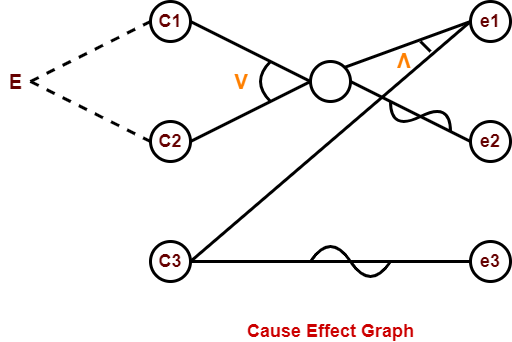 C1
e1
V
Λ
E
C2
e2
C3
e3
Cause Effect Graph